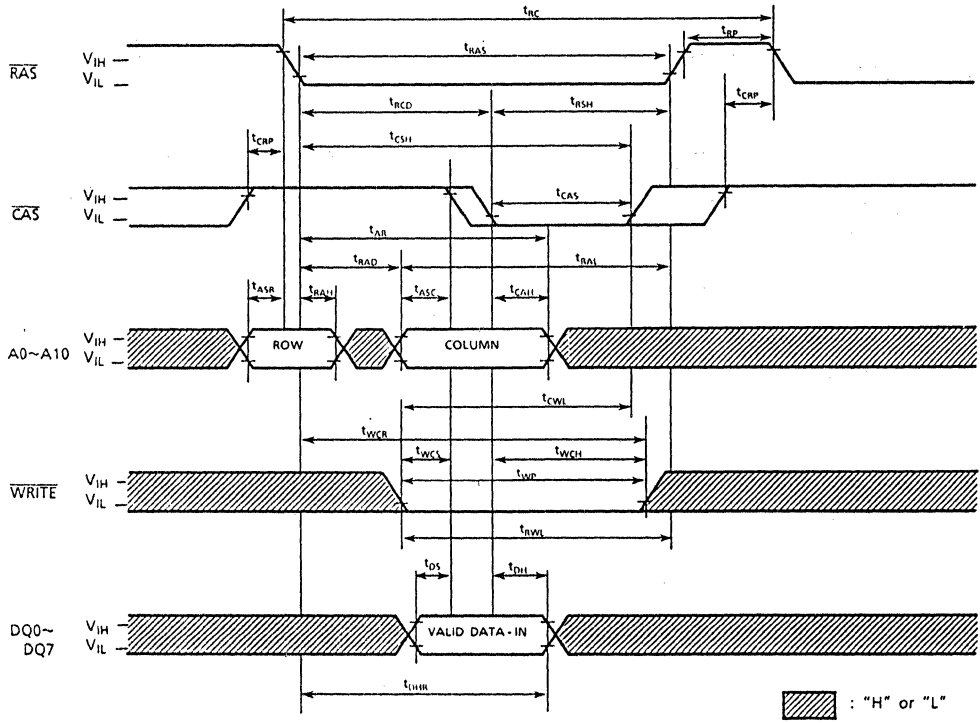 tRC
tRP
tRAS
RAS
VIH
VIL
tRCD
tRSH
tCRP
tCSH
tCRP
CAS
VIH
VIL
tCAS
tAR
tRAD
tRAL
tASR
tRAH
tASC
tCAH
A0~A10
VIH
VIL
ROW
COLUMN
tCWL
tWCR
tWCS
tWCH
tWP
WRITE
VIH
VIL
tRWL
tDS
tDH
DQ0~
DQ7
VIH
VIL
VALID DATA-IN
tDHR
: "H" or "L"